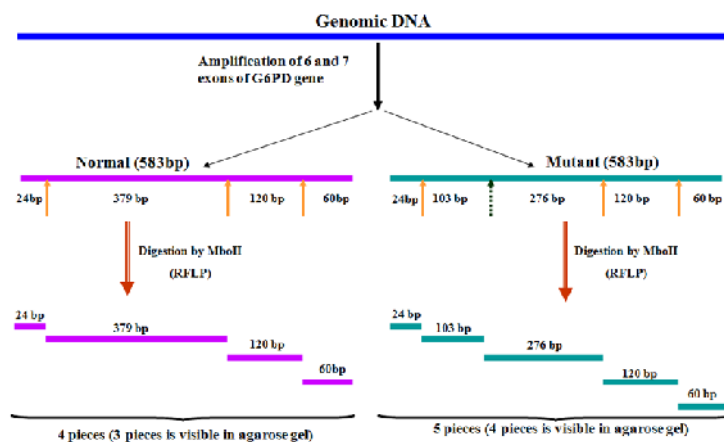 Genomic DNA
Amplification of 6 and 7
exons of G6PD gene
Normal (583bp)
Mutant (583bp)
24bp 379 bp 120 bp 60bp
24bp 103 bp 276 bp 120 bp 60 bp
Digestion by MboII
(RFLP)
Digestion by MboII
(RFLP)
24 bp
379 bp
120 bp
60bp
24 bp
103 bp
276 bp
120 bp
60 bp
4 pieces (3 pieces is visible in agarose gel)
5 pieces (4 pieces is visible in agarose gel)